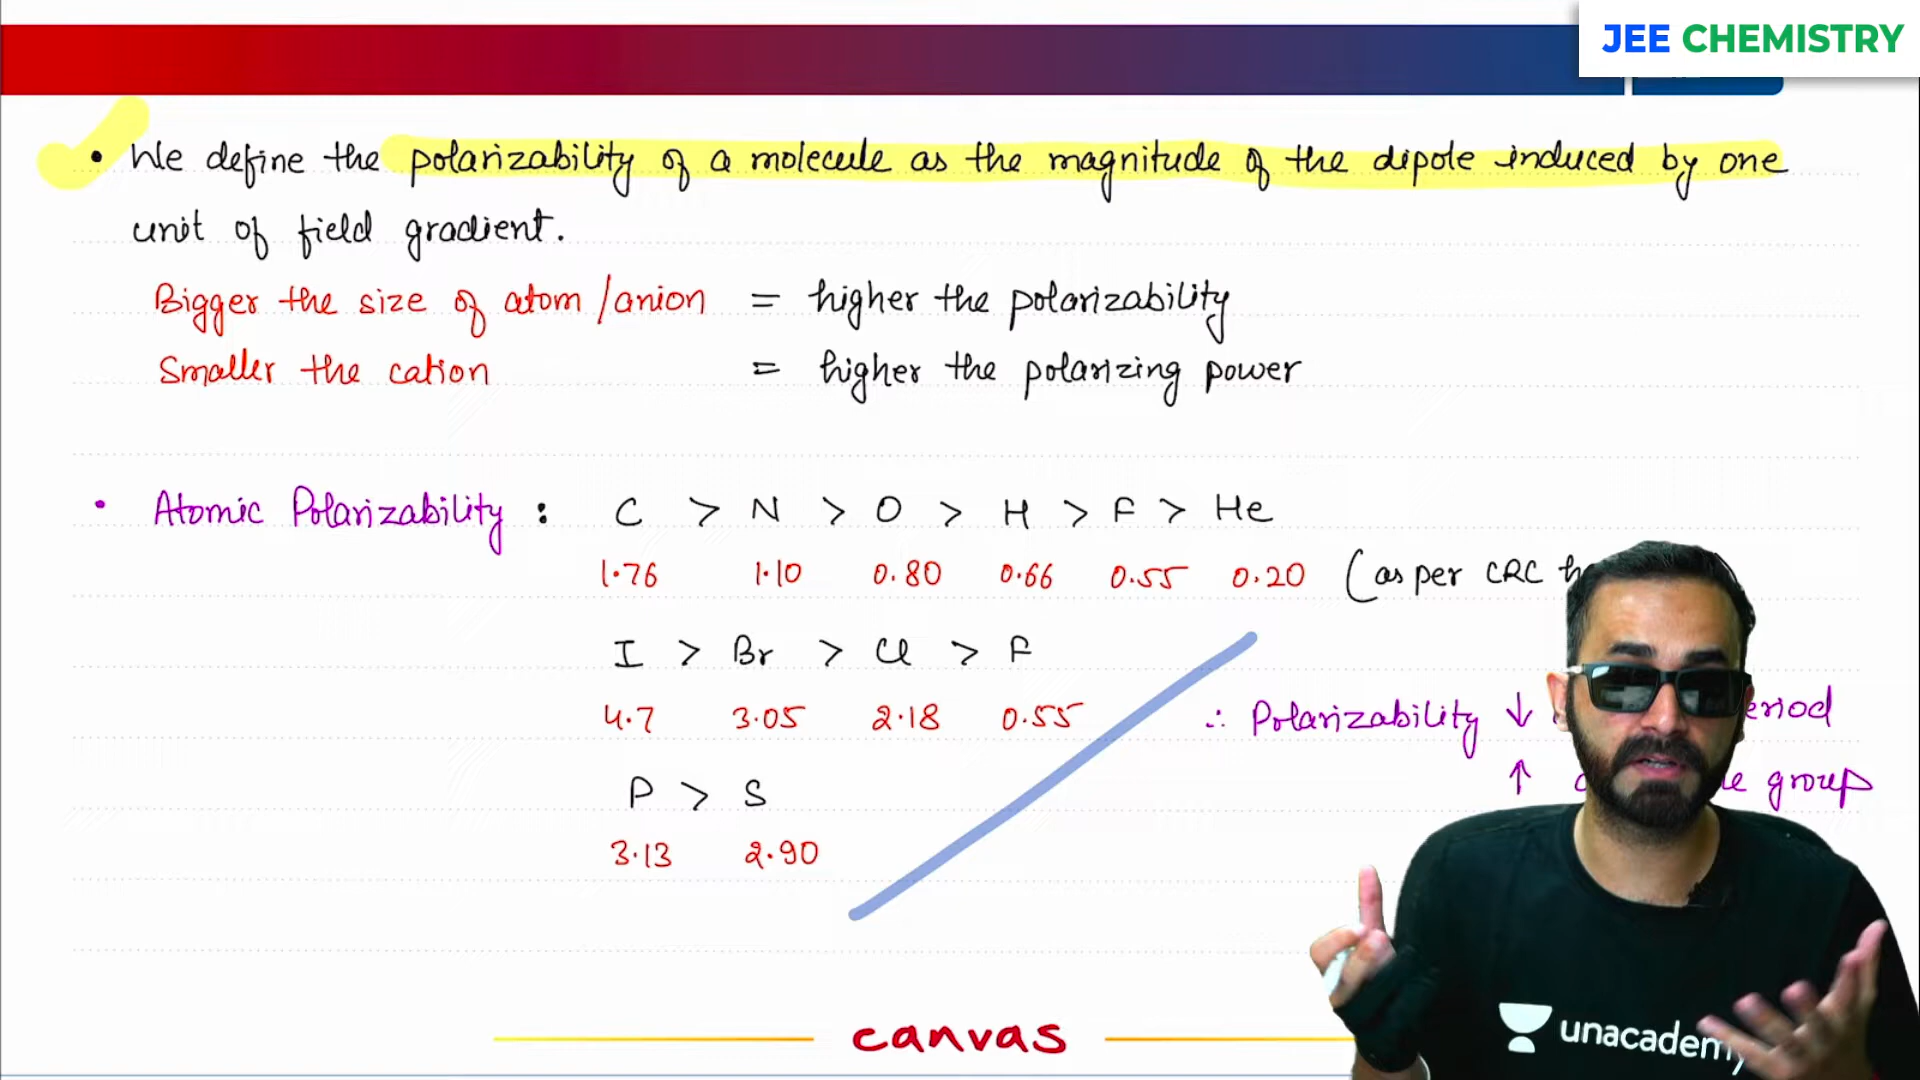 JEE CHEMISTRY
• We define the polarizability of a molecule as the magnitude of the dipole induced by one
unit of field gradient.
Bigger the size of atom/anion = higher the polarizability
Smaller the cation = higher the polarizing power
• Atomic Polarizability : C > N > O > H > F > He
1.76 1.10 0.80 0.66 0.55 0.20 (as per CRC
I > Br > Cl > F
4.7 3.05 2.18 0.55
∴ Polarizability ↓
↑ group
P > S
3.13 2.90
canvas
unacademy